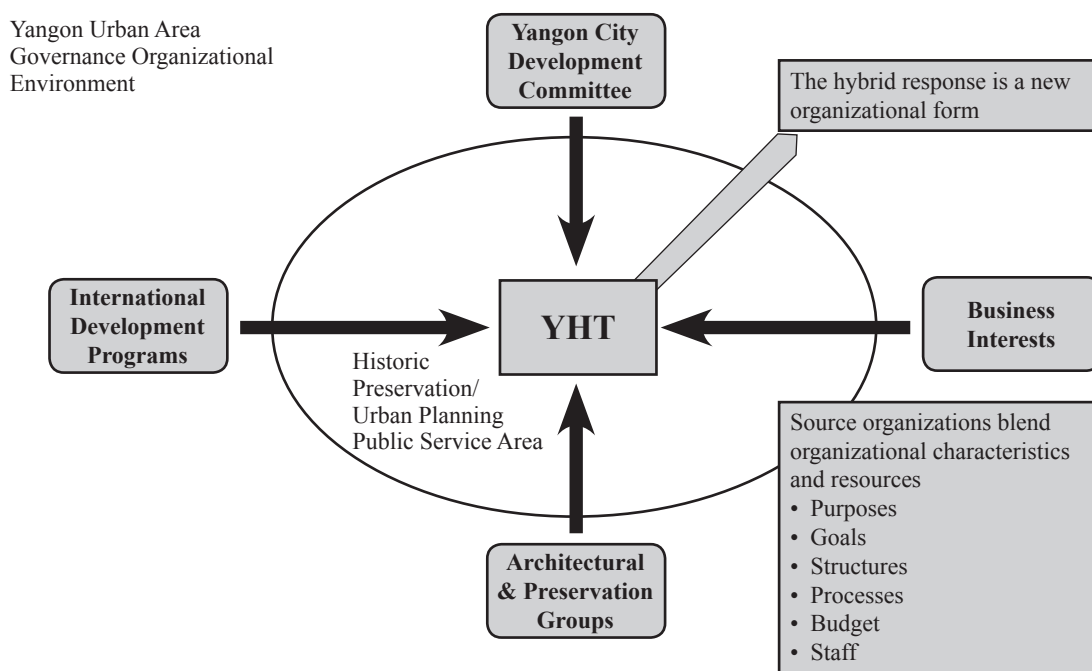 Yangon Urban Area
Governance Organizational
Environment
Yangon City
Development
Committee
The hybrid response is a new
organizational form
International
Development
Programs
YHT
Business
Interests
Historic
Preservation/
Urban Planning
Public Service Area
Source organizations blend
organizational characteristics
and resources
• Purposes
• Goals
• Structures
• Processes
• Budget
• Staff
Architectural
& Preservation
Groups